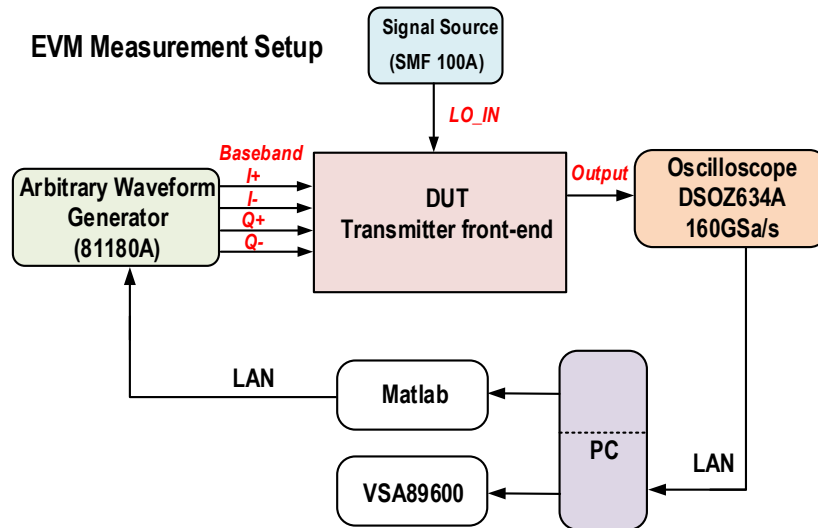 EVM Measurement Setup
Signal Source
(SMF 100A)
LO_IN
Baseband
I+
I-
Q+
Q-
Arbitrary Waveform
Generator
(81180A)
DUT
Transmitter front-end
Output
Oscilloscope
DSOZ634A
160GSa/s
LAN
Matlab
PC
LAN
VSA89600